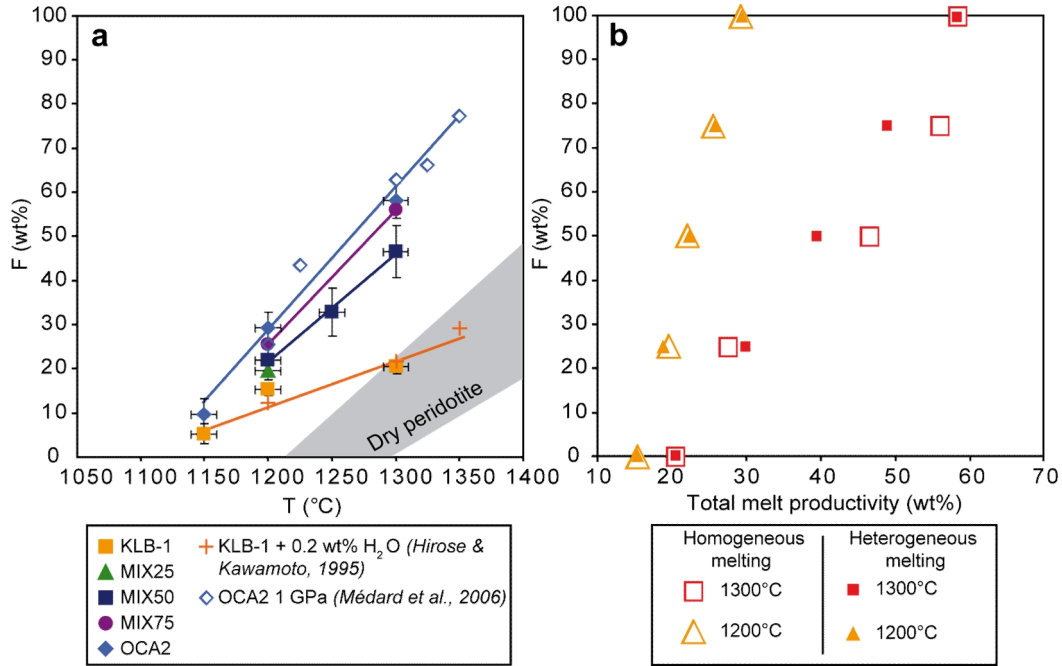 a
100
90
80
70
60
50
40
30
20
10
0
F (wt%)
Dry peridotite
1050 1100 1150 1200 1250 1300 1350 1400
T (°C)
b
100
90
80
70
60
50
40
30
20
10
0
F (wt%)
10 20 30 40 50 60 70
Total melt productivity (wt%)
KLB-1
MIX25
MIX50
MIX75
OCA2
KLB-1 + 0.2 wt% H2O (Hirose &
Kawamoto, 1995)
OCA2 1 GPa (Médard et al., 2006)
Homogeneous
melting
1300°C
1200°C
Heterogeneous
melting
1300°C
1200°C